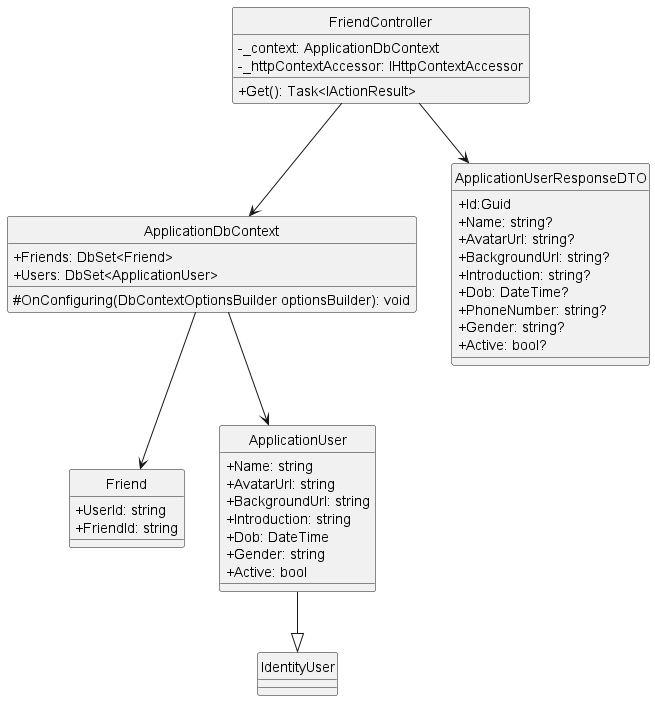 FriendController
-_context: ApplicationDbContext
-_httpContextAccessor: IHttpContextAccessor
+Get(): Task<IActionResult>
ApplicationUserResponseDTO
+Id:Guid
+Name: string?
+AvatarUrl: string?
+BackgroundUrl: string?
+Introduction: string?
+Dob: DateTime?
+PhoneNumber: string?
+Gender: string?
+Active: bool?
ApplicationDbContext
+Friends: DbSet<Friend>
+Users: DbSet<ApplicationUser>
#OnConfiguring(DbContextOptionsBuilder optionsBuilder): void
Friend
+UserId: string
+FriendId: string
ApplicationUser
+Name: string
+AvatarUrl: string
+BackgroundUrl: string
+Introduction: string
+Dob: DateTime
+Gender: string
+Active: bool
IdentityUser